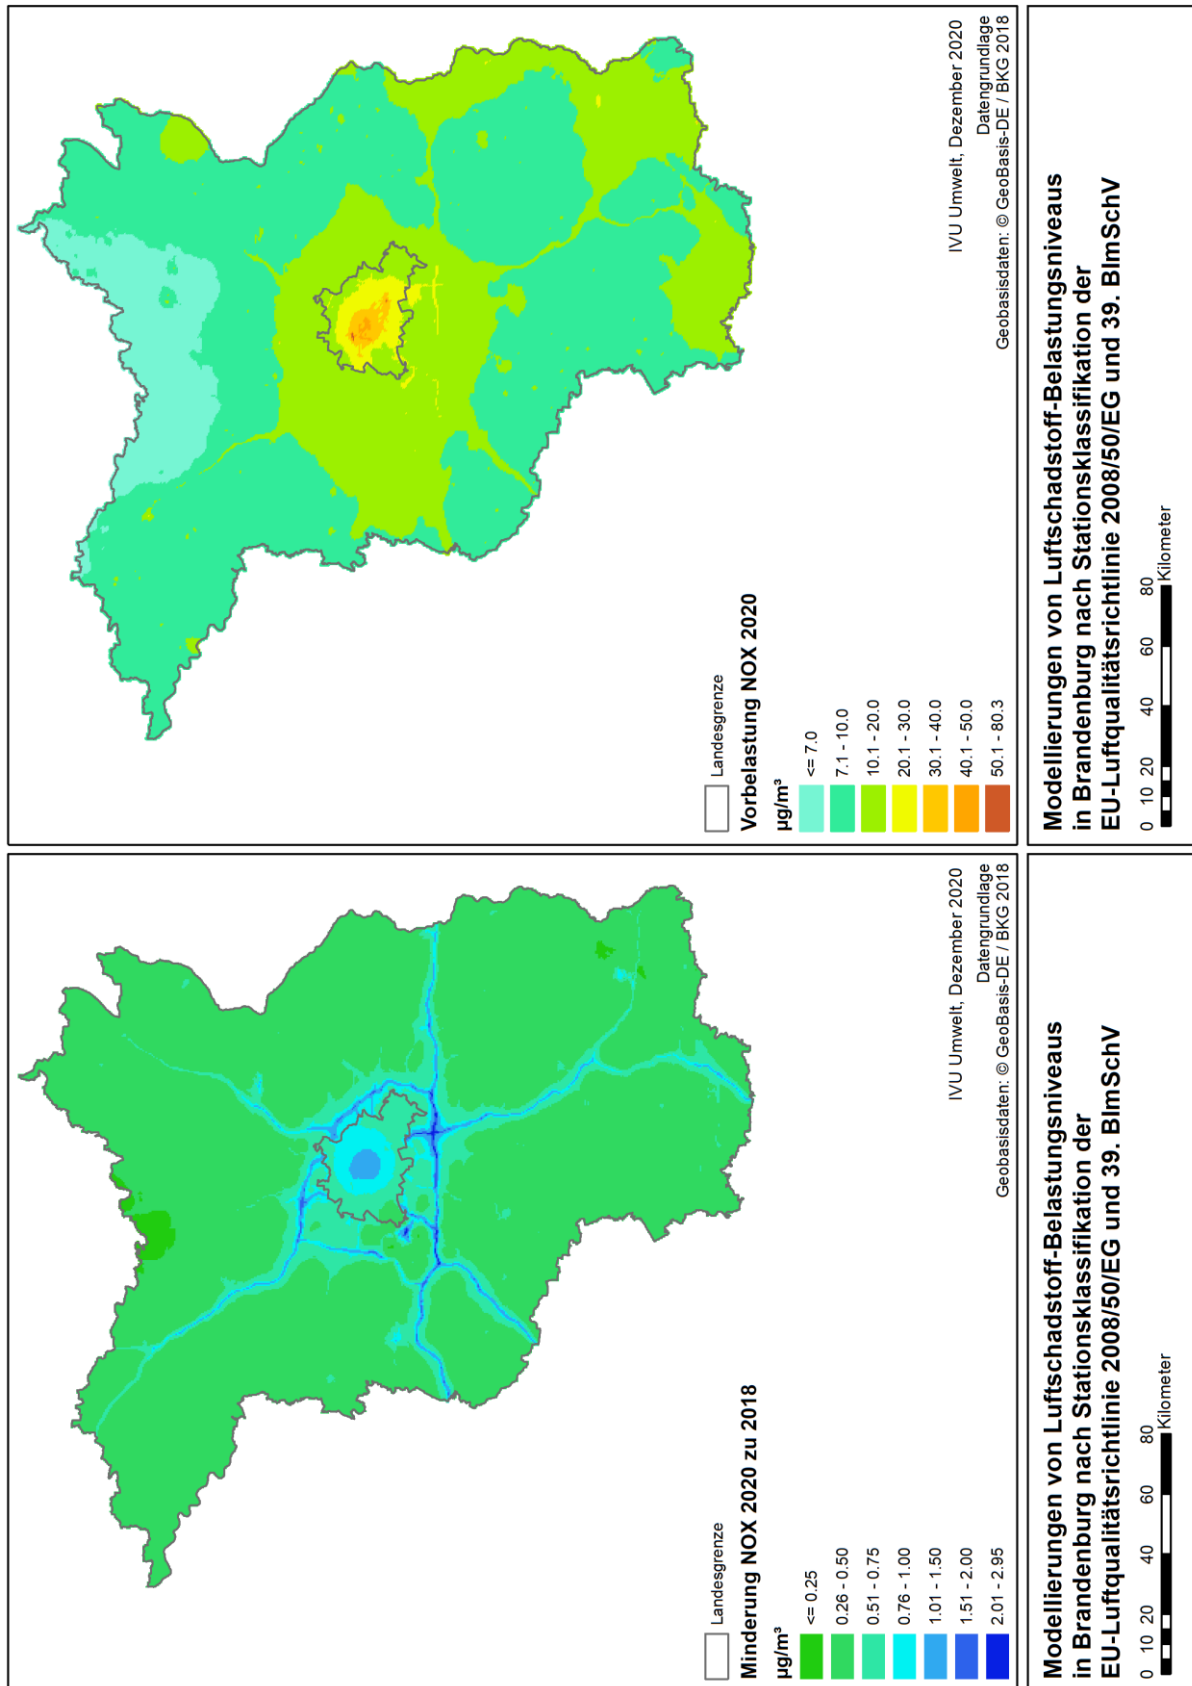 Landesgrenze
Minderung NOX 2020 zu 2018
µg/m³
<= 0.25
0.26 - 0.50
0.51 - 0.75
0.76 - 1.00
1.01 - 1.50
1.51 - 2.00
2.01 - 2.95
IVU Umwelt, Dezember 2020
Datengrundlage
Geobasisdaten: © GeoBasis-DE / BKG 2018
Modellierungen von Luftschadstoff-Belastungsniveaus
in Brandenburg nach Stationsklassifikation der
EU-Luftqualitätsrichtlinie 2008/50/EG und 39. BImSchV
0 10 20 40 60 80
Kilometer
Landesgrenze
Vorbelastung NOX 2020
µg/m³
<= 7.0
7.1 - 10.0
10.1 - 20.0
20.1 - 30.0
30.1 - 40.0
40.1 - 50.0
50.1 - 80.3
IVU Umwelt, Dezember 2020
Datengrundlage
Geobasisdaten: © GeoBasis-DE / BKG 2018
Modellierungen von Luftschadstoff-Belastungsniveaus
in Brandenburg nach Stationsklassifikation der
EU-Luftqualitätsrichtlinie 2008/50/EG und 39. BImSchV
0 10 20 40 60 80
Kilometer